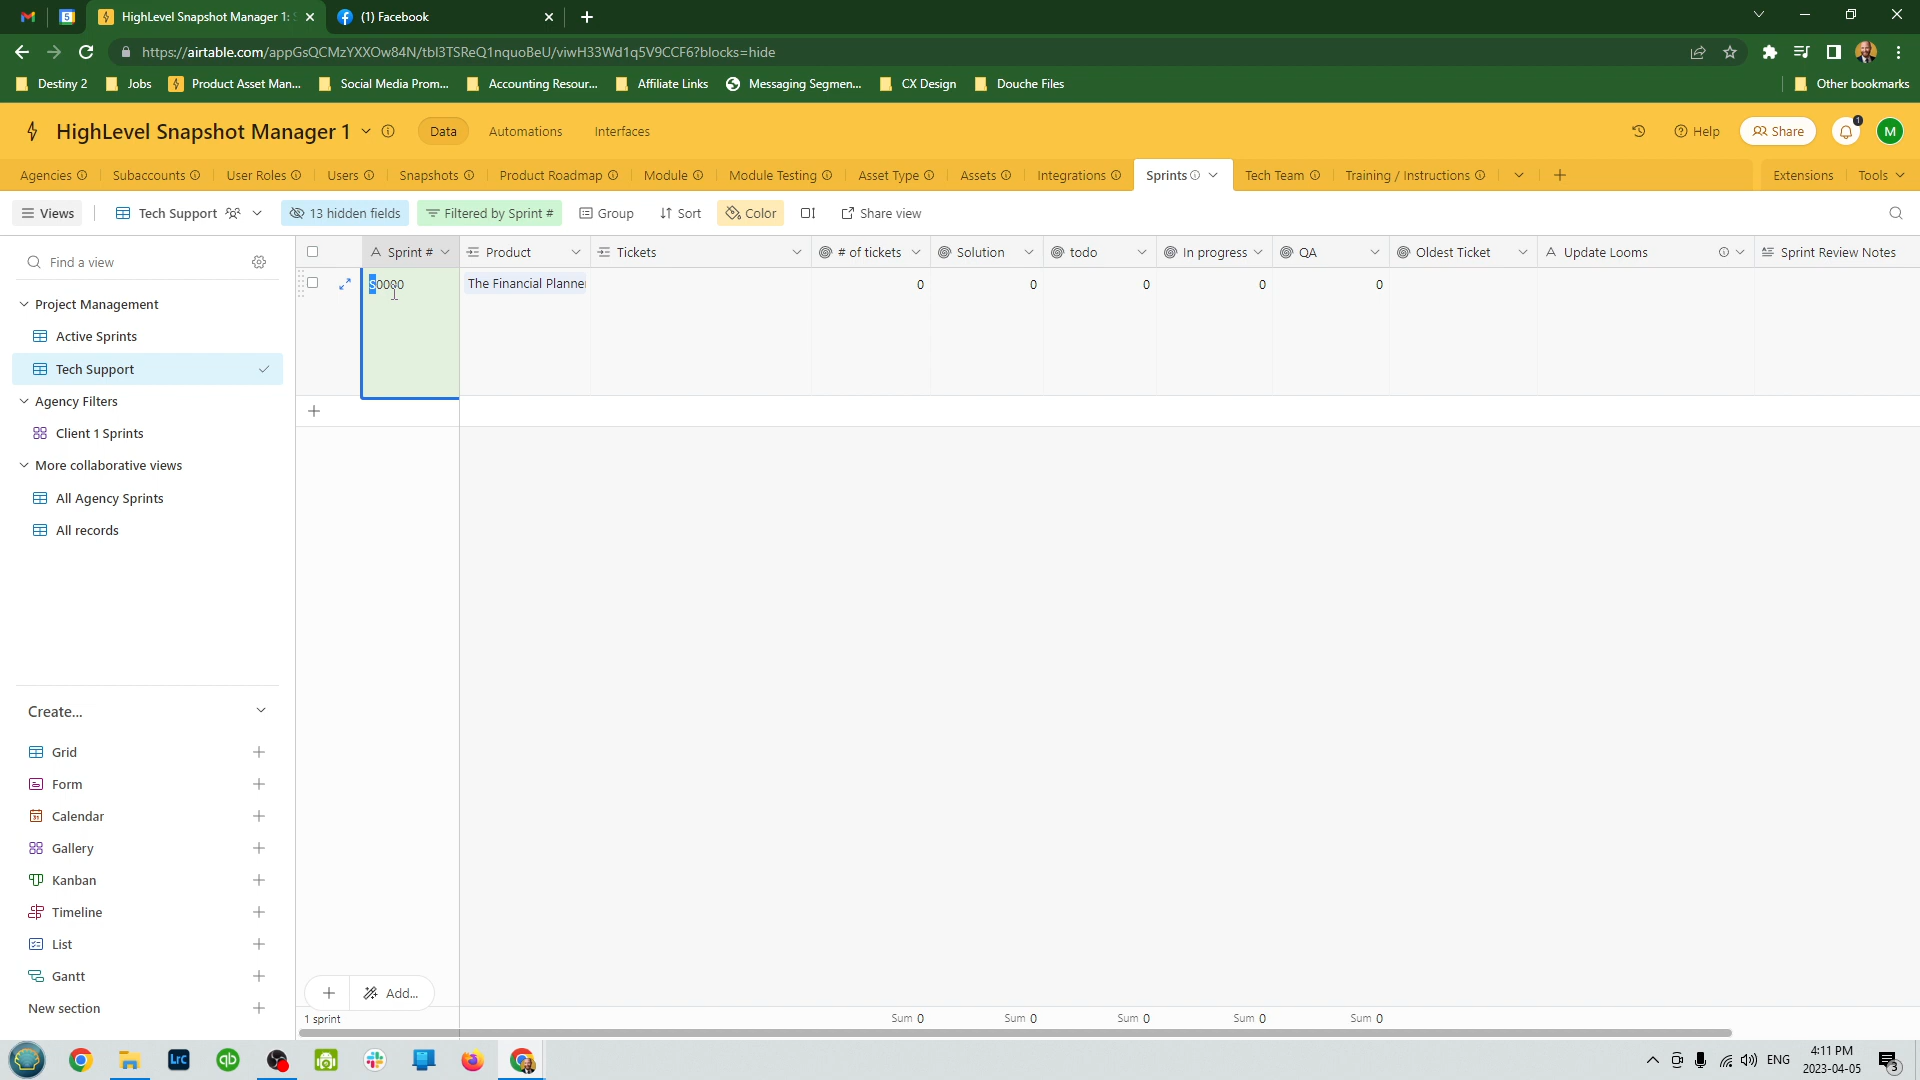 HighLevel Snapshot Manager 1: S
(1) Facebook
https://airtable.com/appGsQCMzYXXOw84N/tbl3TSReQ1nquoBeU/viwH33Wd1q5V9CCF6?blocks=hide
Destiny 2 Jobs Product Asset Man... Social Media Prom... Accounting Resour... Affiliate Links Messaging Segmen... CX Design Douche Files Other bookmarks
HighLevel Snapshot Manager 1 Data Automations Interfaces Help Share 1 M
Agencies Subaccounts User Roles Users Snapshots Product Roadmap Module Module Testing Asset Type Assets Integrations Sprints Tech Team Training / Instructions Extensions Tools
Views Tech Support 13 hidden fields Filtered by Sprint # Group Sort Color Share view
Find a view
Sprint # Product Tickets # of tickets Solution todo In progress QA Oldest Ticket Update Looms Sprint Review Notes
S0000 The Financial Planne 0 0 0 0 0
Project Management
Active Sprints
Tech Support
Agency Filters
Client 1 Sprints
More collaborative views
All Agency Sprints
All records
Create...
Grid
Form
Calendar
Gallery
Kanban
Timeline
List
Gantt
New section
Add...
1 sprint Sum 0 Sum 0 Sum 0 Sum 0 Sum 0
Lrc qb ENG 4:11 PM
2023-04-05 3